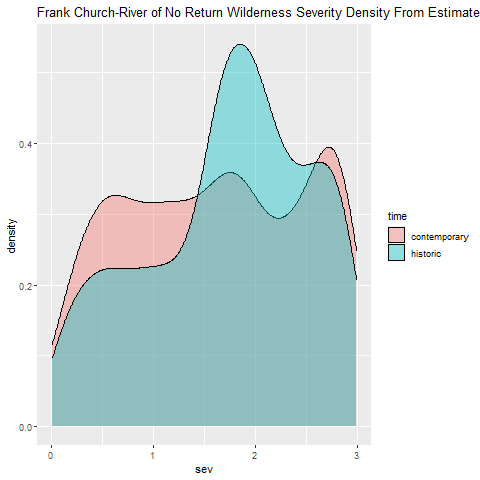 Frank Church-River of No Return Wilderness Severity Density From Estimate
density
0.4
0.2
0.0
0
1
2
3
sev
time
contemporary
historic